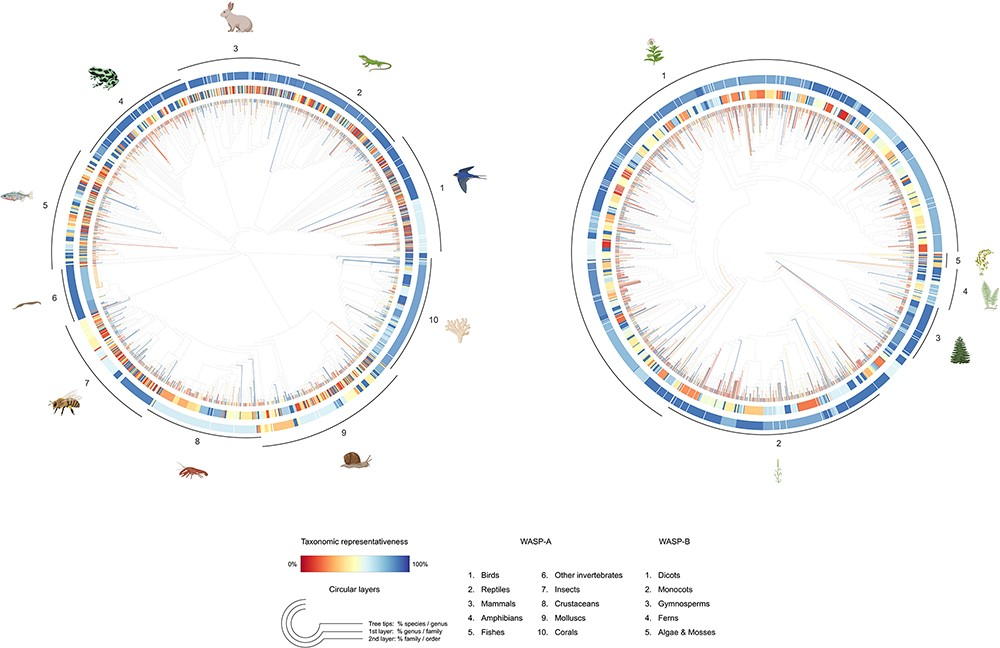 3
4
2
1
5
6
10
7
8
9
1
5
4
3
2
Taxonomic representativeness
0%
100%
Circular layers
Tree tips: % species / genus
1st layer: % genus / family
2nd layer: % family / order
WASP-A
1. Birds
2. Reptiles
3. Mammals
4. Amphibians
5. Fishes
6. Other invertebrates
7. Insects
8. Crustaceans
9. Molluscs
10. Corals
WASP-B
1. Dicots
2. Monocots
3. Gymnosperms
4. Ferns
5. Algae & Mosses